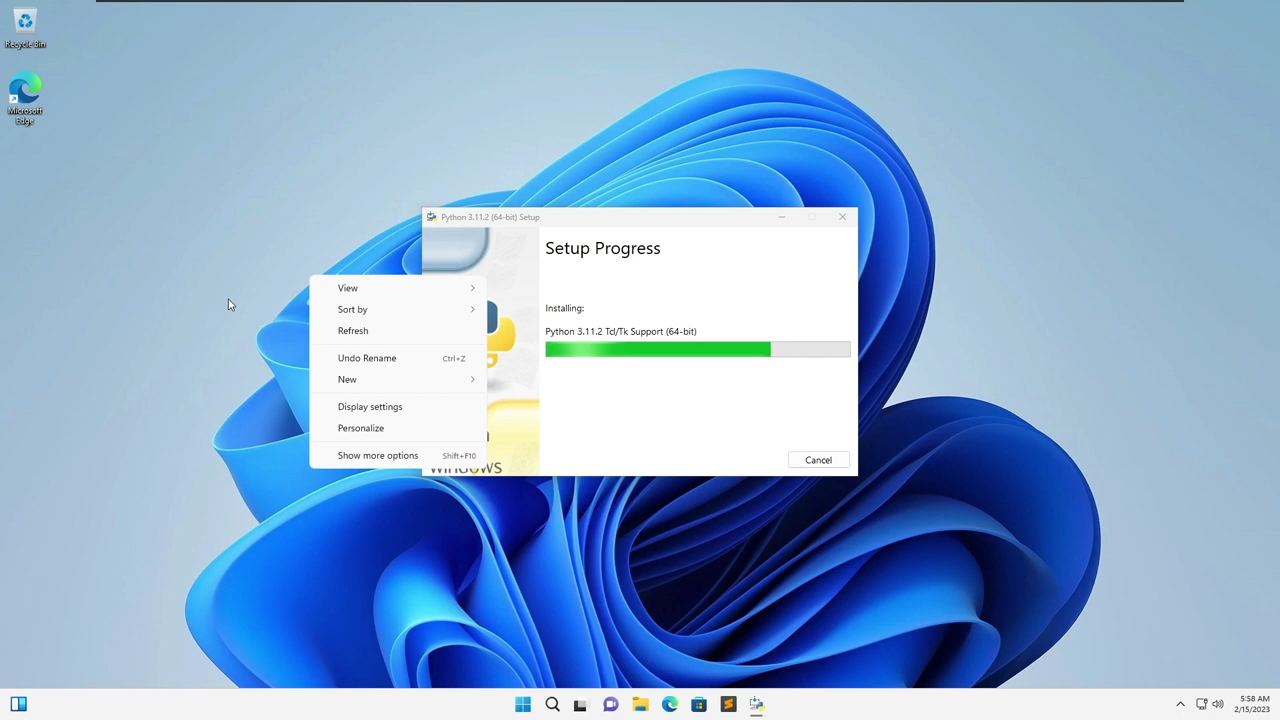 Recycle Bin
Microsoft
Edge
Python 3.11.2 (64-bit) Setup
Setup Progress
Installing:
Python 3.11.2 Tcl/Tk Support (64-bit)
Cancel
View
Sort by
Refresh
Undo Rename Ctrl+Z
New
Display settings
Personalize
Show more options Shift+F10
windows
5:58 AM
2/15/2023